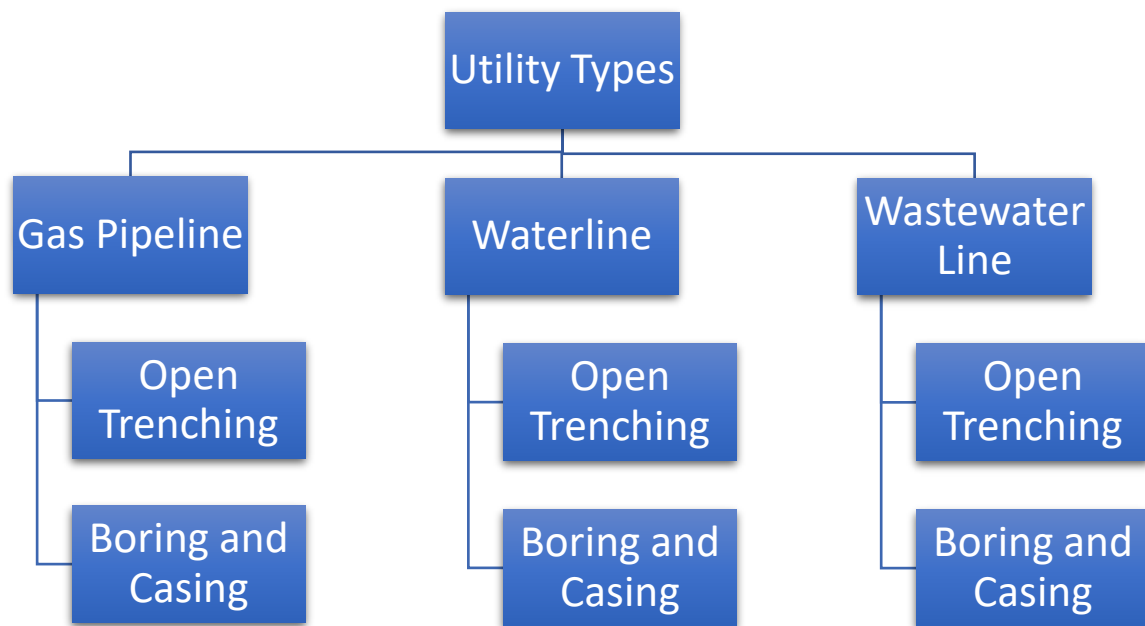 Utility Types
Gas Pipeline
Waterline
Wastewater
Line
Open
Trenching
Open
Trenching
Open
Trenching
Boring and
Casing
Boring and
Casing
Boring and
Casing